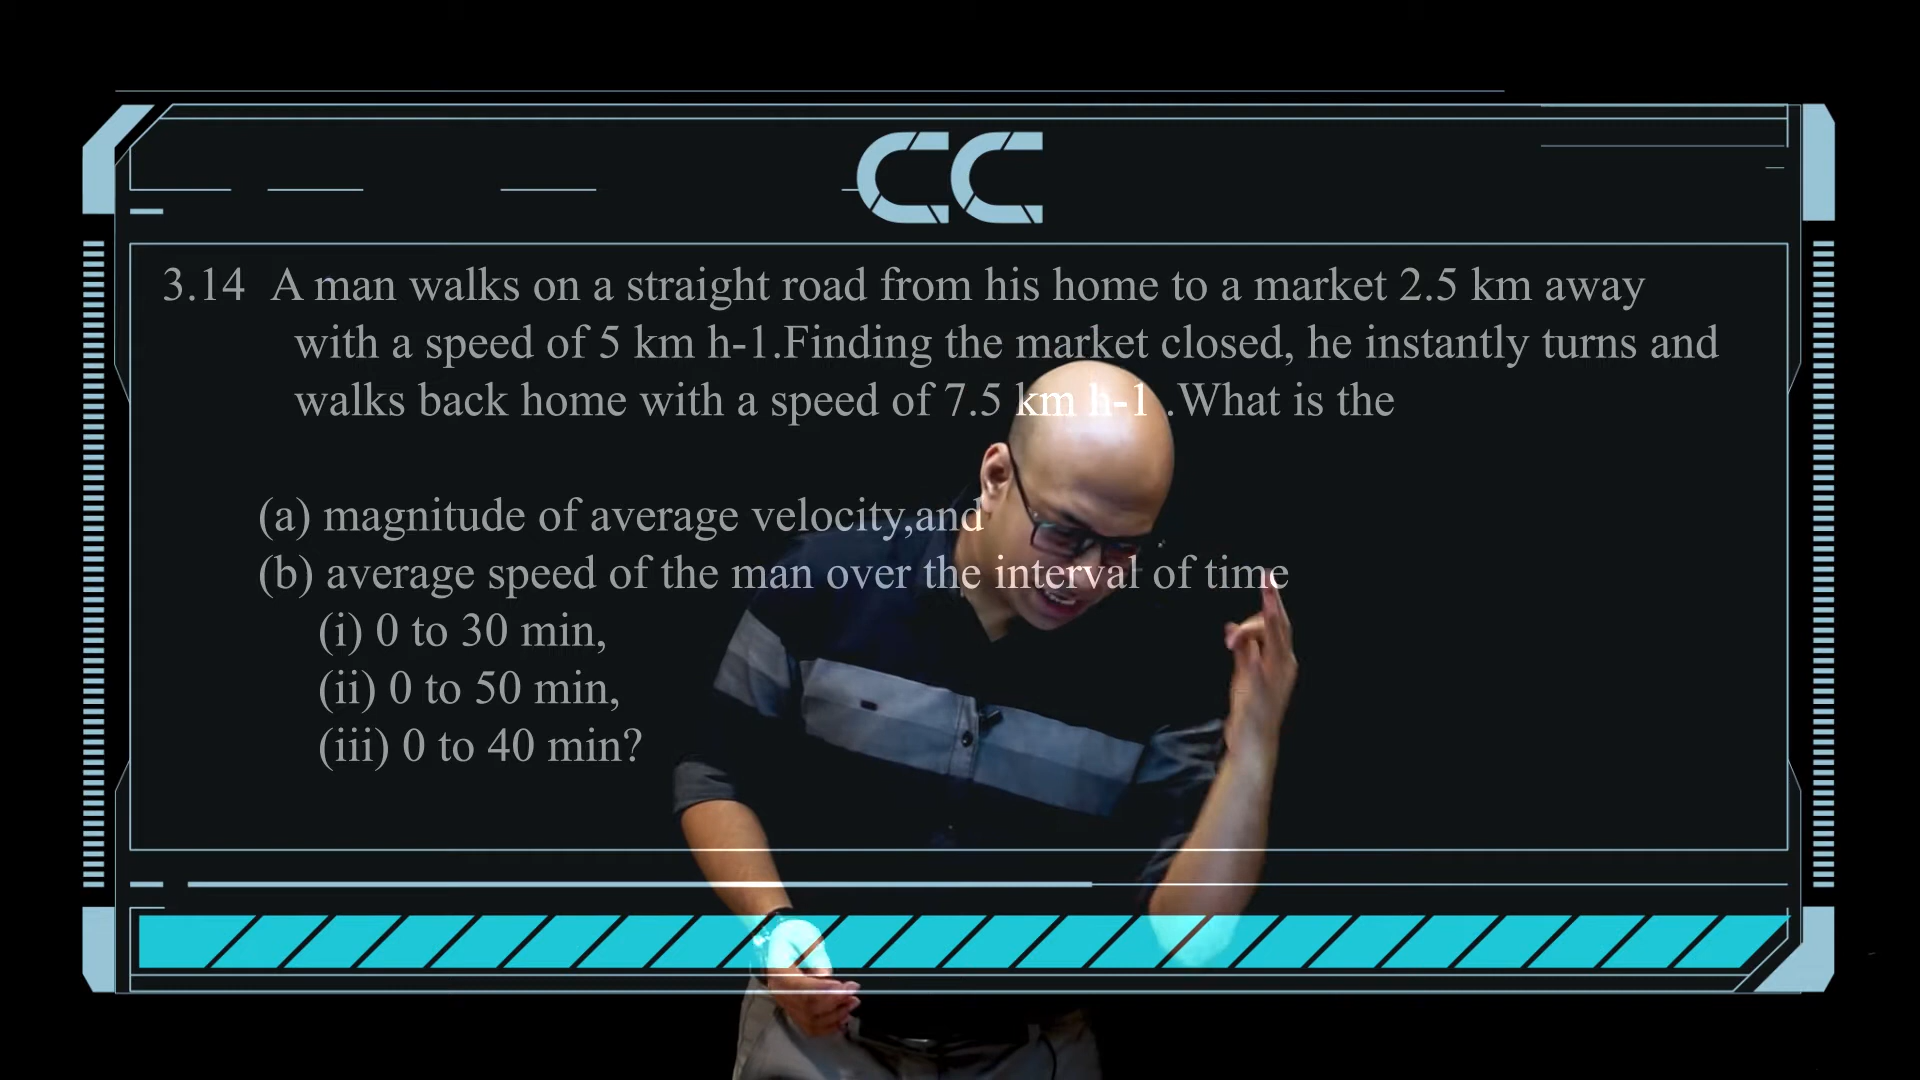 CC
3.14 A man walks on a straight road from his home to a market 2.5 km away
with a speed of 5 km h-1.Finding the market closed, he instantly turns and
walks back home with a speed of 7.5 km h-1 .What is the
(a) magnitude of average velocity,and
(b) average speed of the man over the interval of time
(i) 0 to 30 min,
(ii) 0 to 50 min,
(iii) 0 to 40 min?